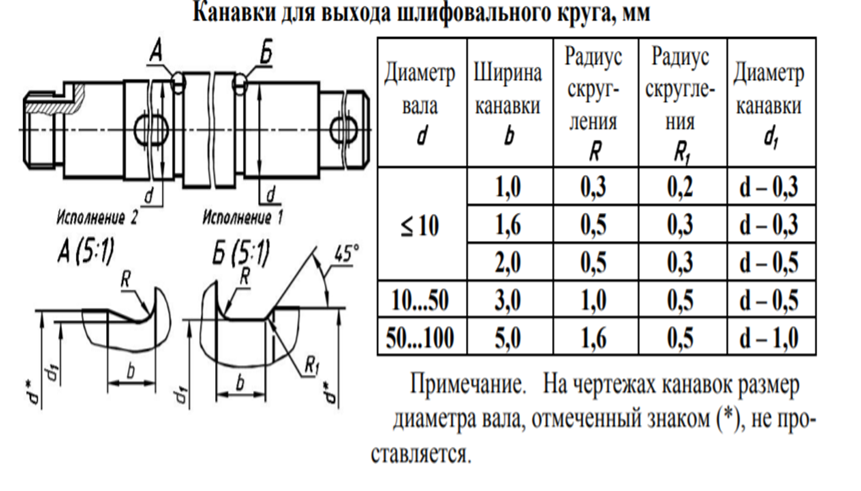 Канавки для выхода шлифовального круга, мм
А
Б
d
d
Исполнение 2
Исполнение 1
А (5:1)
Б (5:1)
45°
R
R
R₁
b
b
d*
d₁
d₁
d*
Диаметр вала d
Ширина канавки b
Радиус скруг-
ления R
Радиус скругле-
ния R₁
Диаметр канавки d₁
≤ 10
1,0 0,3 0,2 d – 0,3
1,6 0,5 0,3 d – 0,3
2,0 0,5 0,3 d – 0,5
10...50 3,0 1,0 0,5 d – 0,5
50...100 5,0 1,6 0,5 d – 1,0
Примечание. На чертежах канавок размер
диаметра вала, отмеченный знаком (*), не про-
ставляется.